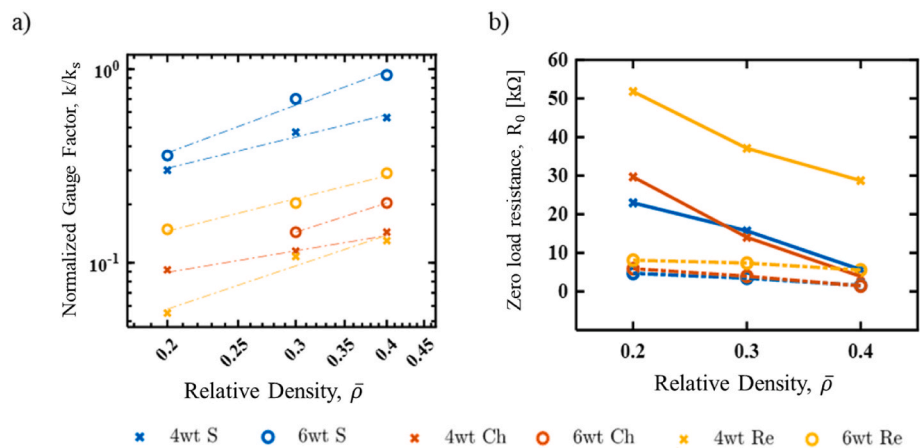 a)
Normalized Gauge Factor, k/kₛ
10⁰
10⁻¹
0.2 0.25 0.3 0.35 0.4 0.45
Relative Density, ρ̄
b)
Zero load resistance, R₀ [kΩ]
60
50
40
30
20
10
0
-10
0.2 0.3 0.4
Relative Density, ρ̄
4wt S 6wt S 4wt Ch 6wt Ch 4wt Re 6wt Re